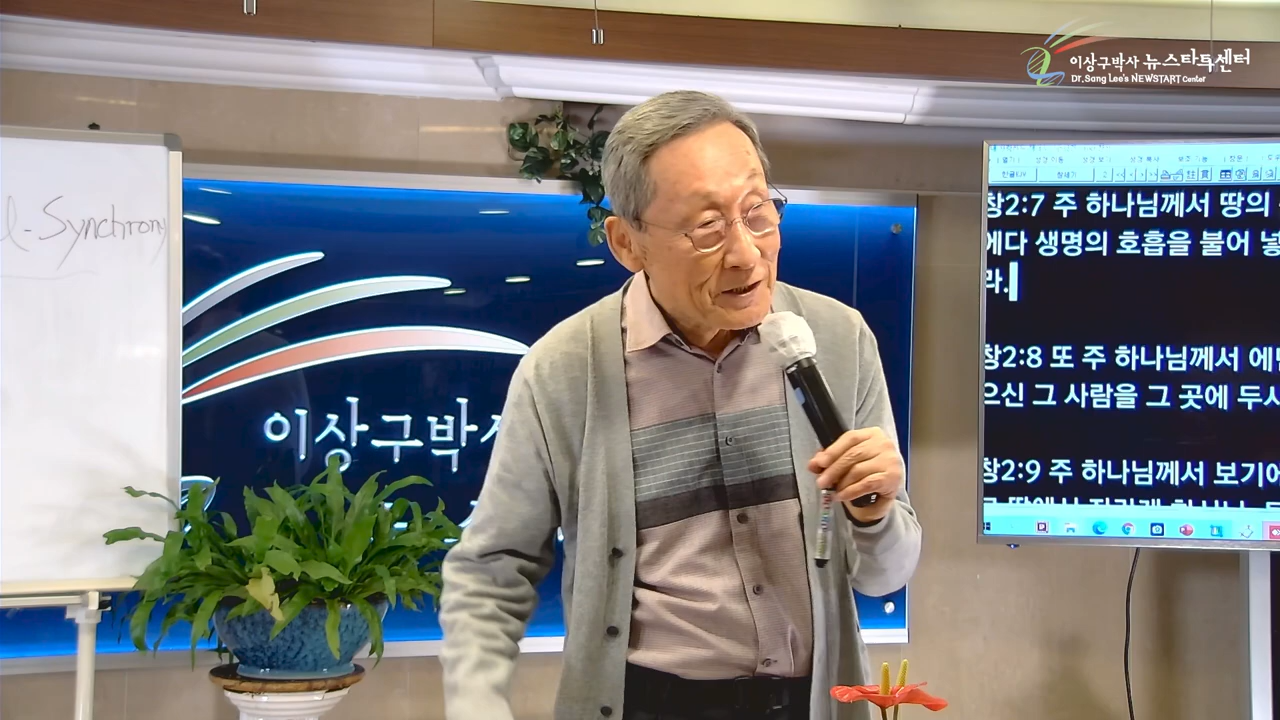 이상구박사 뉴스타트센터
Dr. Sang Lee's NEWSTART Center
Synchrony
이상구박
창2:7 주 하나님께서 땅의
에다 생명의 호흡을 불어 넣
라.
창2:8 또 주 하나님께서 에
으신 그 사람을 그 곳에 두시
창2:9 주 하나님께서 보기에